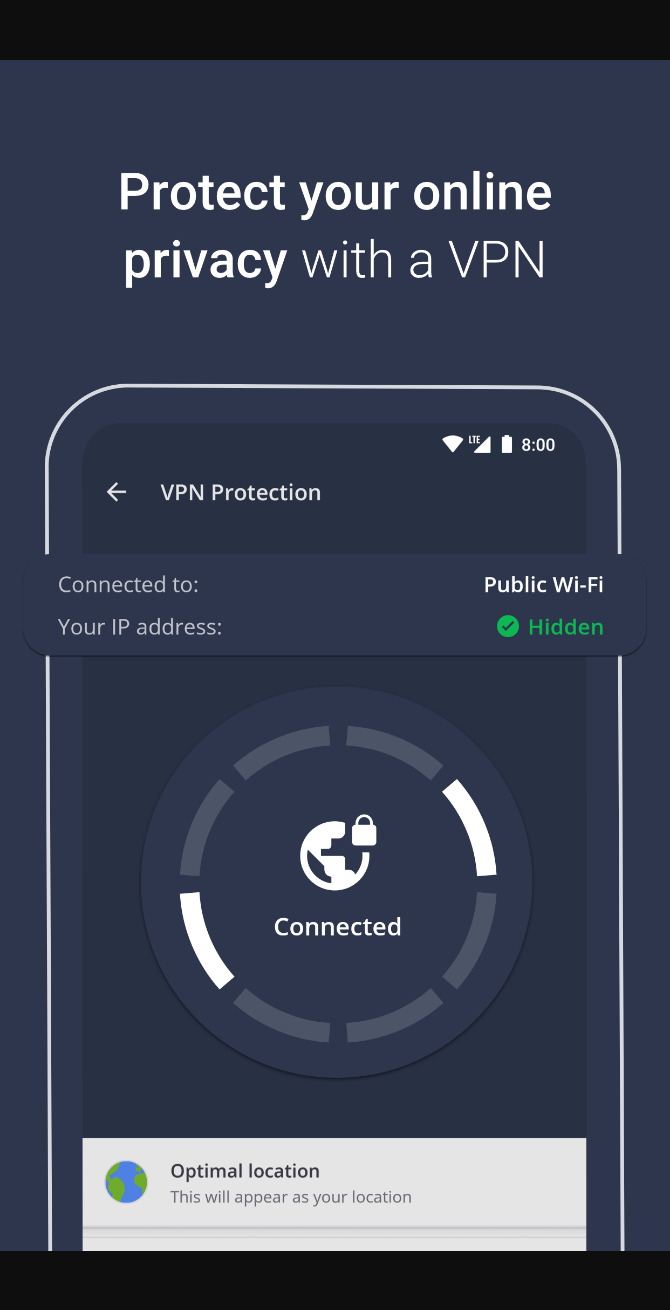 Protect your online
privacy with a VPN
LTE 8:00
VPN Protection
Connected to: Public Wi-Fi
Your IP address: Hidden
Connected
Optimal location
This will appear as your location